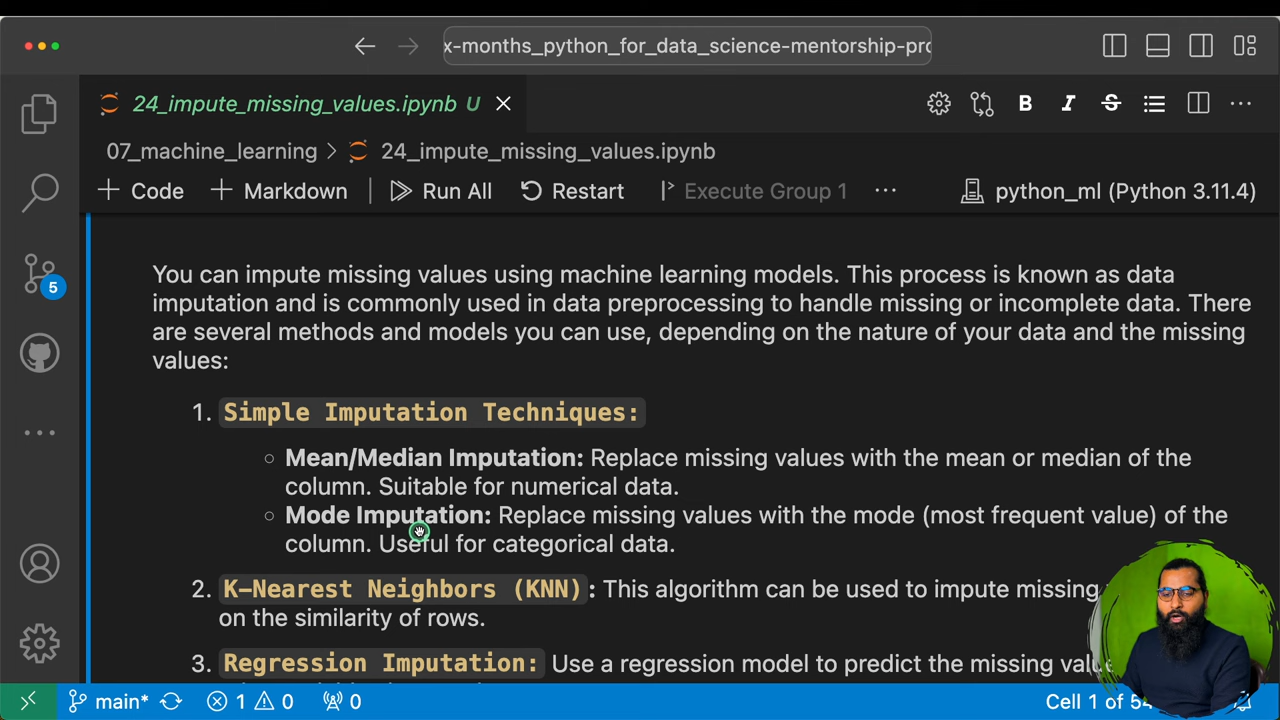 x-months_python_for_data_science-mentorship-pro
24_impute_missing_values.ipynb U
B I S
07_machine_learning > 24_impute_missing_values.ipynb
+ Code + Markdown | Run All Restart Execute Group 1 ... python_ml (Python 3.11.4)
You can impute missing values using machine learning models. This process is known as data
imputation and is commonly used in data preprocessing to handle missing or incomplete data. There
are several methods and models you can use, depending on the nature of your data and the missing
values:
1. Simple Imputation Techniques:
Mean/Median Imputation: Replace missing values with the mean or median of the
column. Suitable for numerical data.
Mode Imputation: Replace missing values with the mode (most frequent value) of the
column. Useful for categorical data.
2. K-Nearest Neighbors (KNN): This algorithm can be used to impute missing
on the similarity of rows.
3. Regression Imputation: Use a regression model to predict the missing
5
main* 1 0 0 Cell 1 of 54